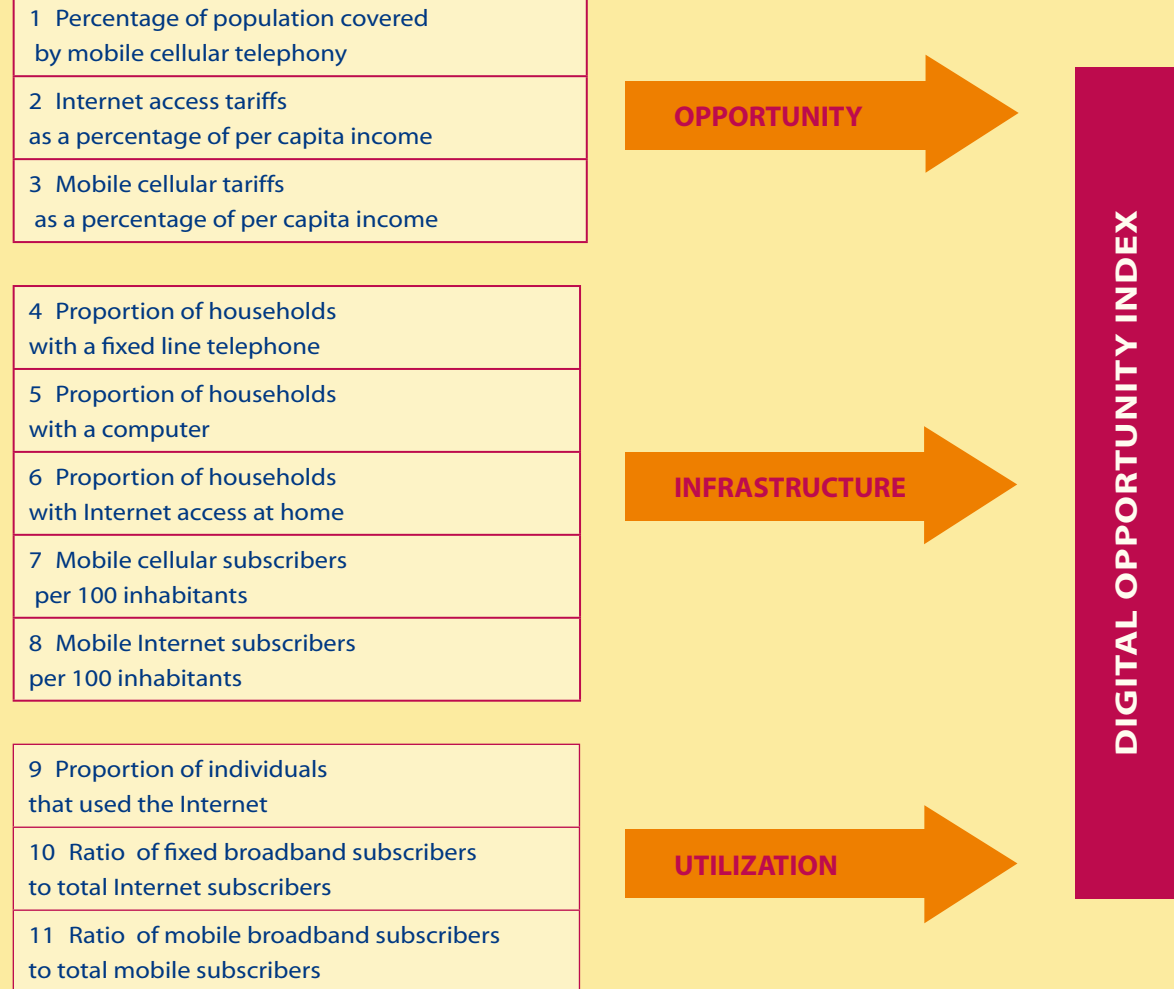 1 Percentage of population covered
by mobile cellular telephony
2 Internet access tariffs
as a percentage of per capita income
3 Mobile cellular tariffs
as a percentage of per capita income
OPPORTUNITY
4 Proportion of households
with a fixed line telephone
5 Proportion of households
with a computer
6 Proportion of households
with Internet access at home
7 Mobile cellular subscribers
per 100 inhabitants
8 Mobile Internet subscribers
per 100 inhabitants
INFRASTRUCTURE
9 Proportion of individuals
that used the Internet
10 Ratio of fixed broadband subscribers
to total Internet subscribers
11 Ratio of mobile broadband subscribers
to total mobile subscribers
UTILIZATION
DIGITAL OPPORTUNITY INDEX